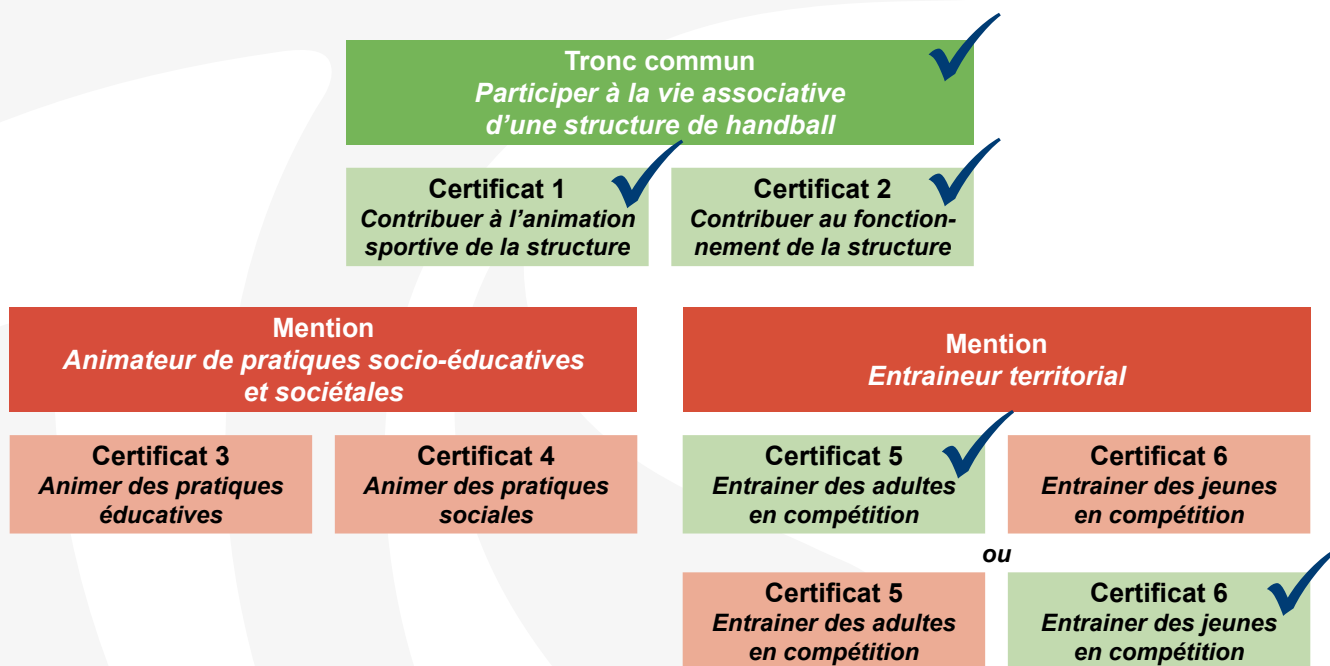 Tronc commun
Participer à la vie associative
d’une structure de handball
Certificat 1
Contribuer à l’animation
sportive de la structure
Certificat 2
Contribuer au fonction-
nement de la structure
Mention
Animateur de pratiques socio-éducatives
et sociétales
Mention
Entraineur territorial
Certificat 3
Animer des pratiques
éducatives
Certificat 4
Animer des pratiques
sociales
Certificat 5
Entrainer des adultes
en compétition
Certificat 6
Entrainer des jeunes
en compétition
ou
Certificat 5
Entrainer des adultes
en compétition
Certificat 6
Entrainer des jeunes
en compétition